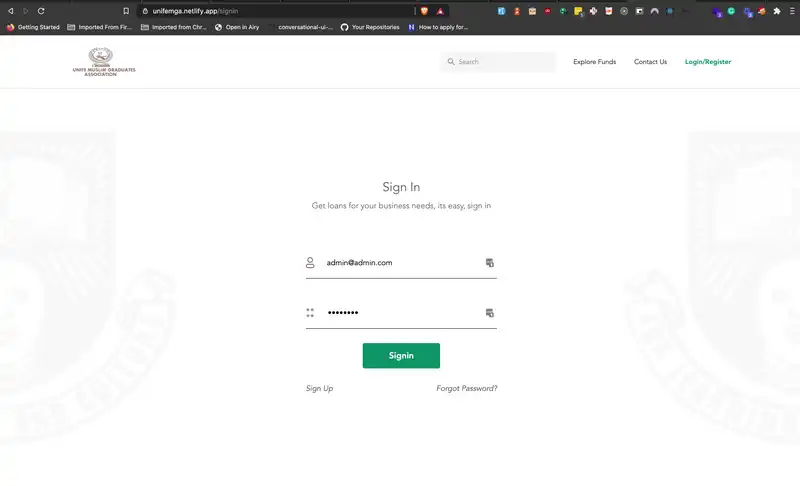 unifemga.netlify.app/signin
Getting Started
Imported From Fir...
Imported From Chr...
Open in Airy
conversational-ui-...
Your Repositories
How to apply for...
UNIFE MUSLIM GRADUATES
ASSOCIATION
Search
Explore Funds
Contact Us
Login/Register
Sign In
Get loans for your business needs, its easy, sign in
admin@admin.com
••••••••
Signin
Sign Up
Forgot Password?